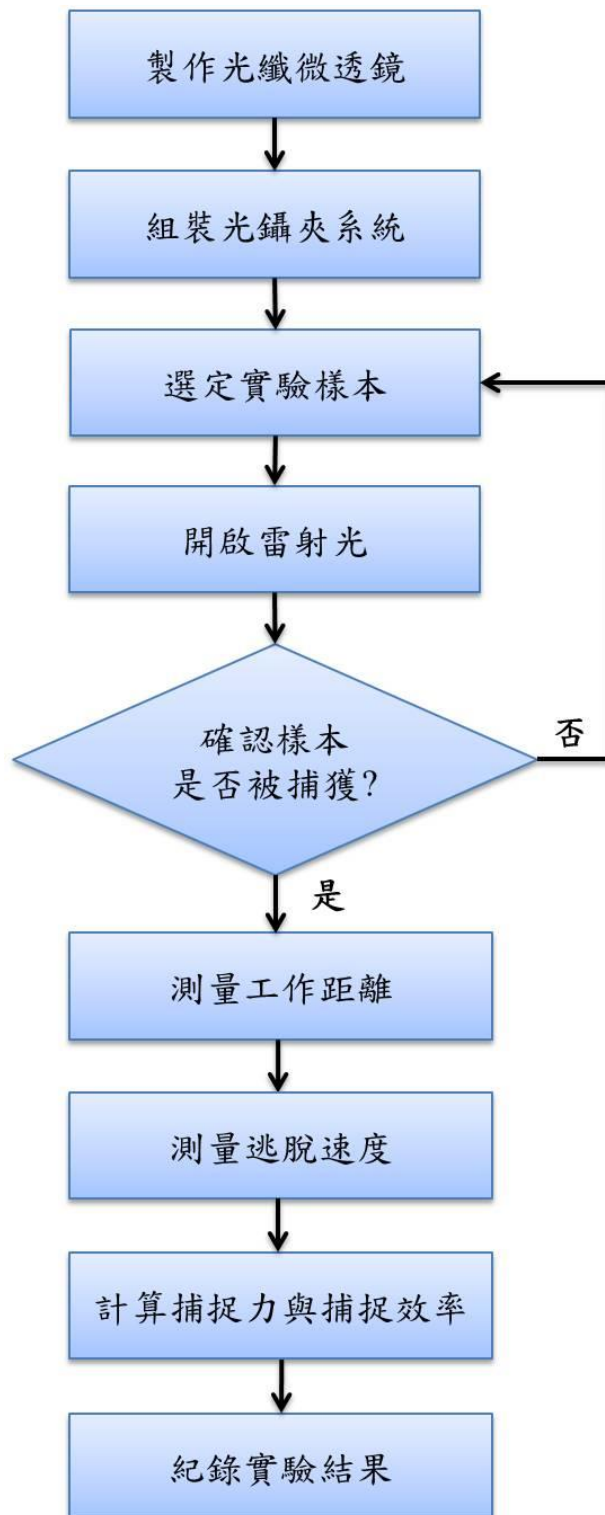 製作光纖微透鏡
組裝光鑷夾系統
選定實驗樣本
開啟雷射光
確認樣本
是否被捕獲?
否
是
測量工作距離
測量逃脫速度
計算捕捉力與捕捉效率
紀錄實驗結果